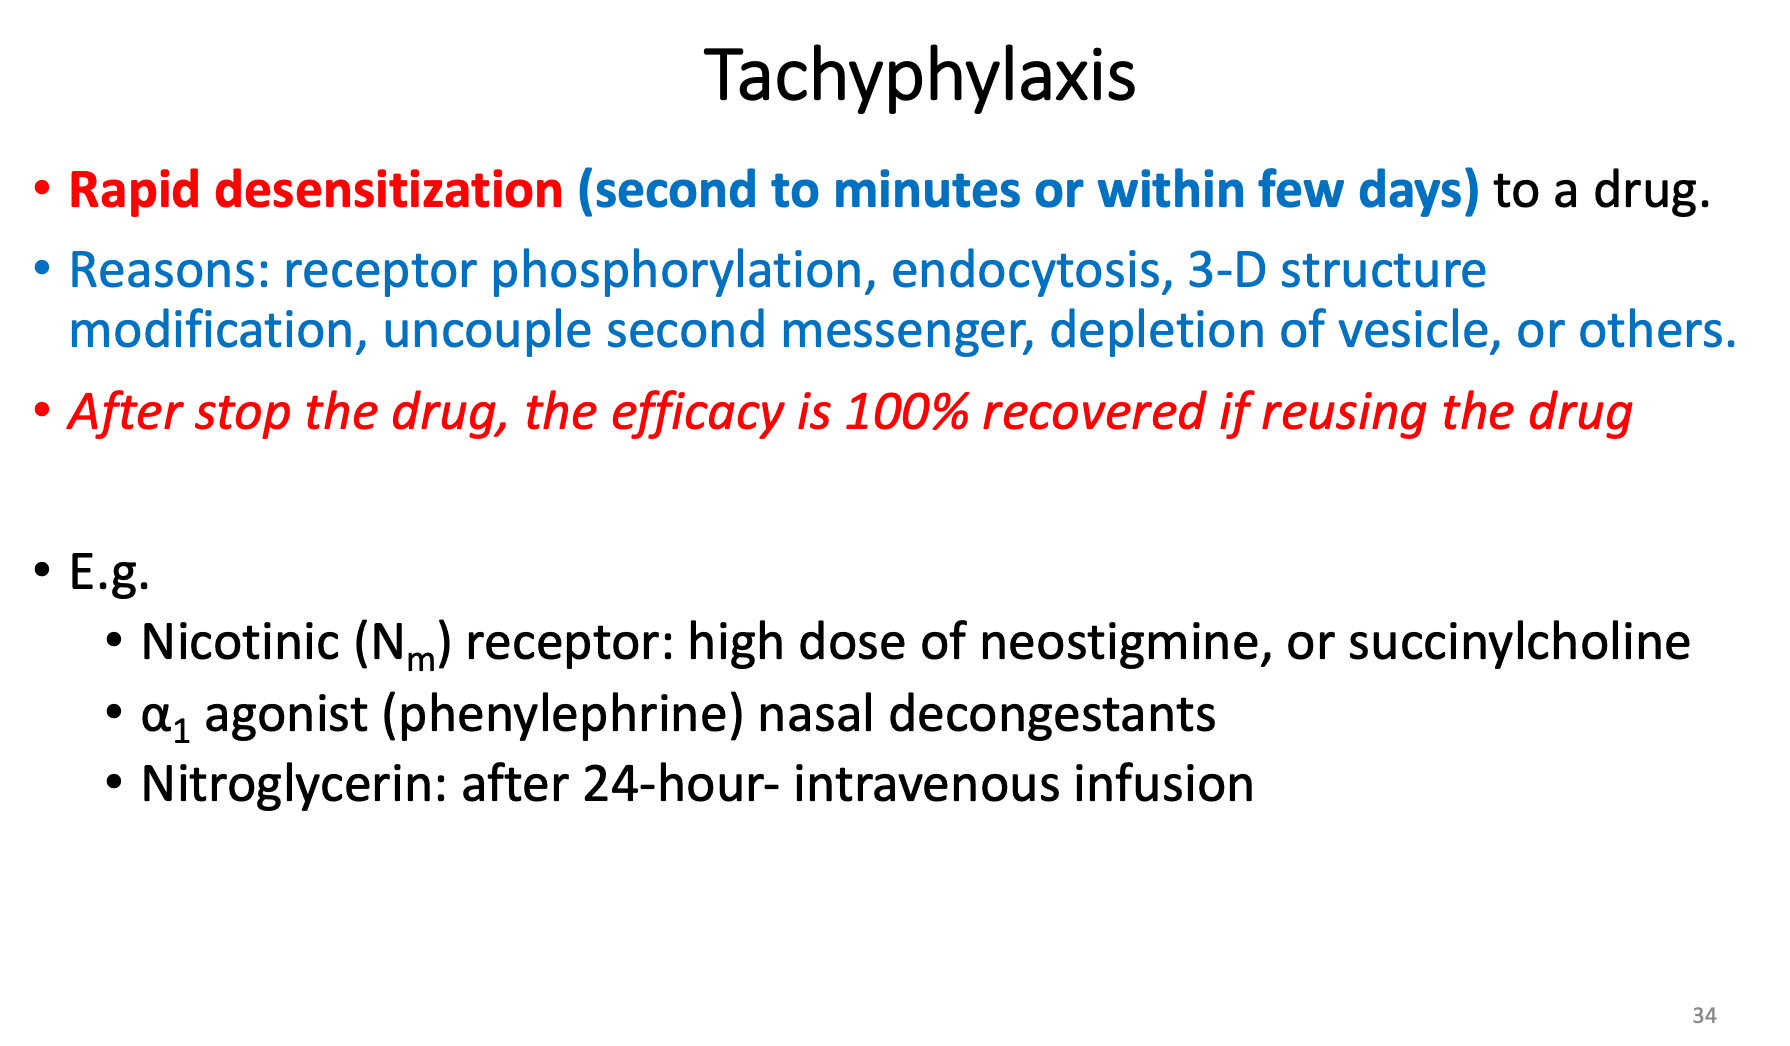 Tachyphylaxis
• Rapid desensitization (second to minutes or within few days) to a drug.
• Reasons: receptor phosphorylation, endocytosis, 3-D structure
modification, uncouple second messenger, depletion of vesicle, or others.
• After stop the drug, the efficacy is 100% recovered if reusing the drug
• E.g.
• Nicotinic (Nm) receptor: high dose of neostigmine, or succinylcholine
• α1 agonist (phenylephrine) nasal decongestants
• Nitroglycerin: after 24-hour- intravenous infusion
34